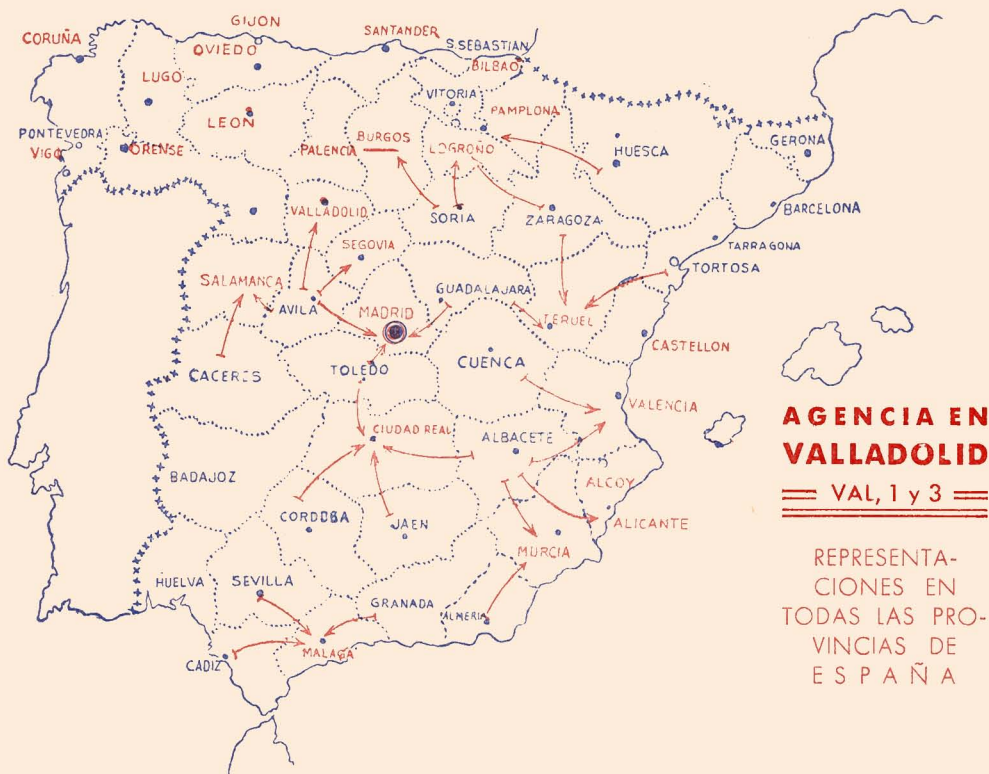 GIJON
CORUÑA
SANTANDER
OVIEDO
S.SEBASTIAN
BILBAO
LUGO
VITORIA
PAMPLONA
LEON
PONTEVEDRA
BURGOS
GERONA
VIGO
ORENSE
PALENCIA
LOGROÑO
HUESCA
VALLADOLID
SORIA
ZARAGOZA
BARCELONA
SEGOVIA
TARRAGONA
TORTOSA
SALAMANCA
GUADALAJARA
AVILA
MADRID
TERUEL
CASTELLON
CACERES
TOLEDO
CUENCA
VALENCIA
AGENCIA EN
VALLADOLID
VAL, 1 y 3
CIUDAD REAL
ALBACETE
BADAJOZ
ALCOY
CORDOBA
JAEN
ALICANTE
MURCIA
HUELVA
SEVILLA
GRANADA
ALMERIA
CADIZ
MALAGA
REPRESENTA-
CIONES EN
TODAS LAS PRO-
VINCIAS DE
ESPAÑA